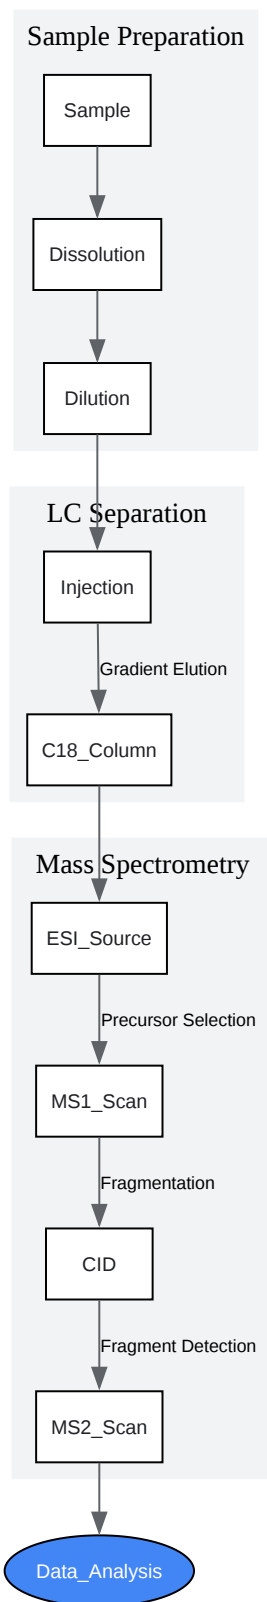 Sample Preparation
Sample
Dissolution
Dilution
LC Separation
Injection
Gradient Elution
C18_Column
Mass Spectrometry
ESI_Source
Precursor Selection
MS1_Scan
Fragmentation
CID
Fragment Detection
MS2_Scan
Data_Analysis